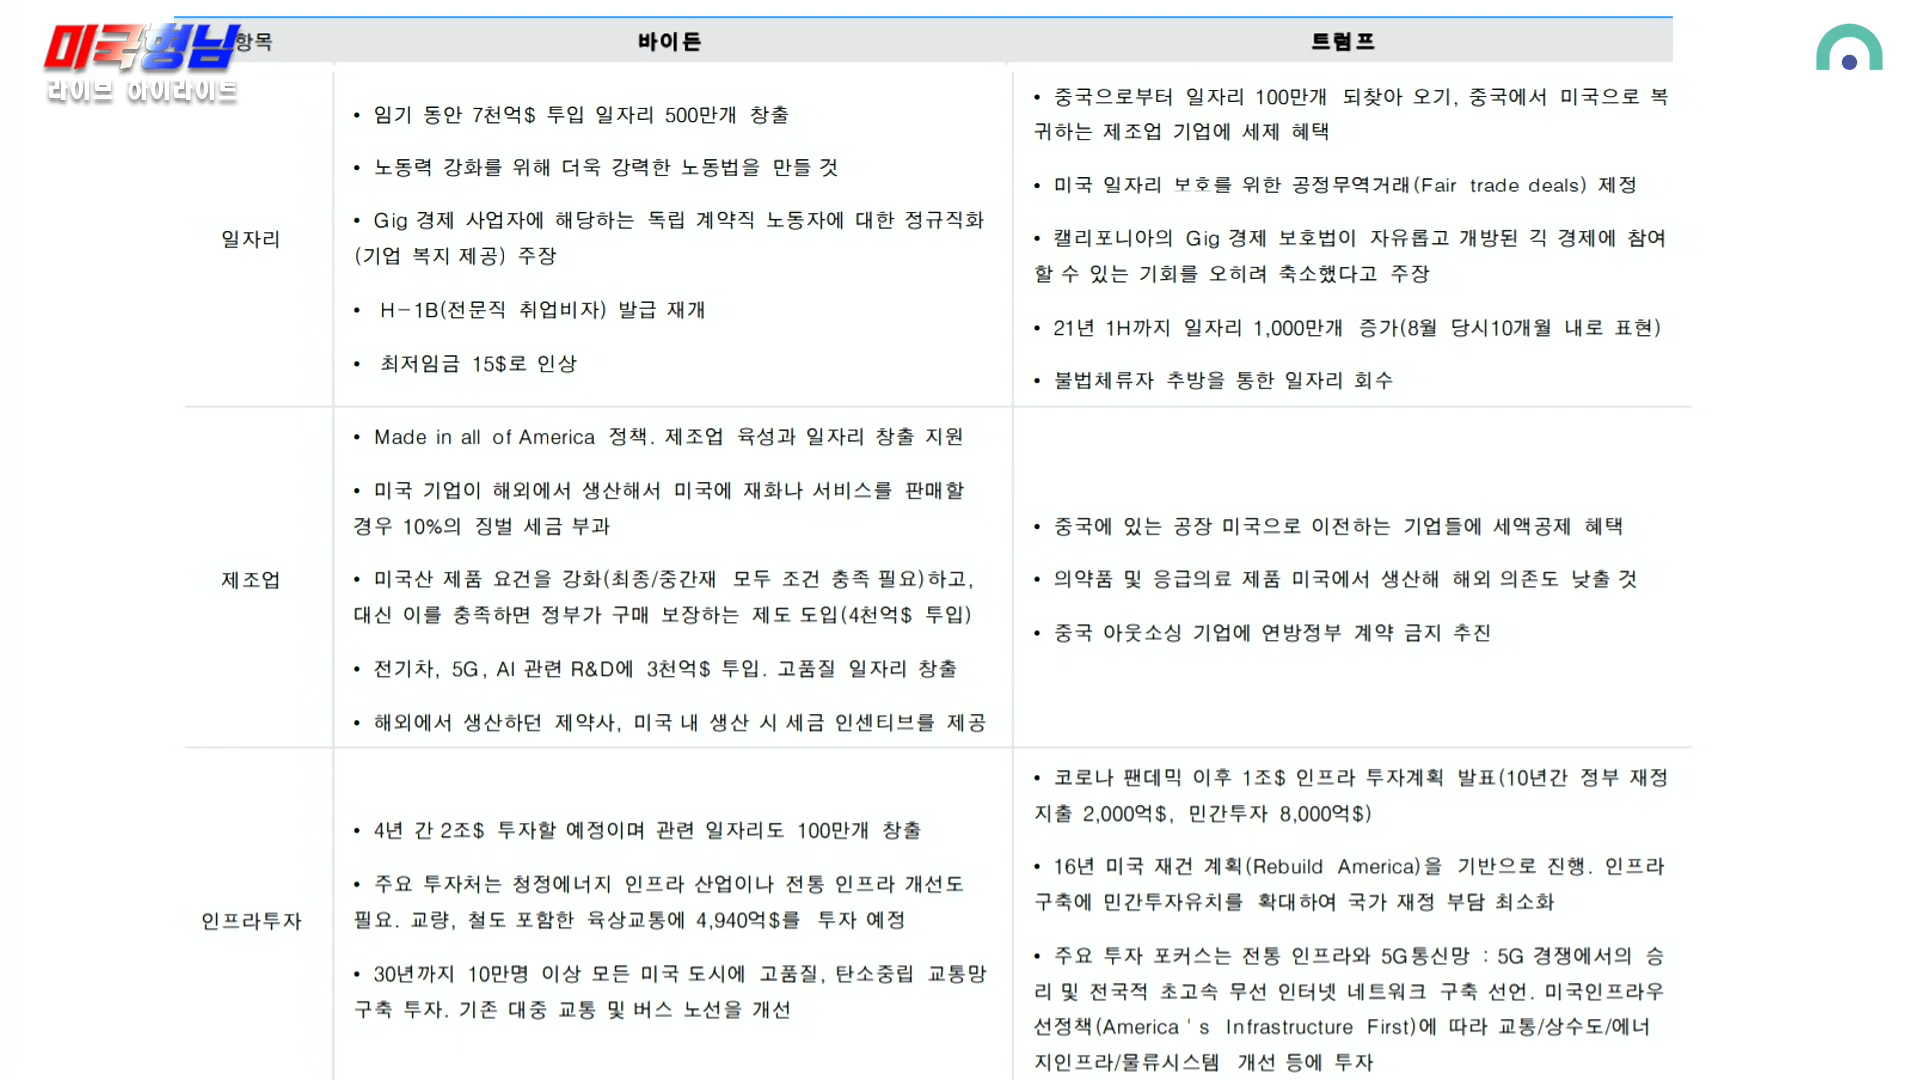 미국형님
라이브 하이라이트
항목
바이든
트럼프
일자리
• 임기 동안 7천억$ 투입 일자리 500만개 창출
• 노동력 강화를 위해 더욱 강력한 노동법을 만들 것
• Gig 경제 사업자에 해당하는 독립 계약직 노동자에 대한 정규직화
(기업 복지 제공) 주장
• H-1B(전문직 취업비자) 발급 재개
• 최저임금 15$로 인상
• 중국으로부터 일자리 100만개 되찾아 오기, 중국에서 미국으로 복
귀하는 제조업 기업에 세제 혜택
• 미국 일자리 보호를 위한 공정무역거래(Fair trade deals) 제정
• 캘리포니아의 Gig 경제 보호법이 자유롭고 개방된 긱 경제에 참여
할 수 있는 기회를 오히려 축소했다고 주장
• 21년 1H까지 일자리 1,000만개 증가(8월 당시10개월 내로 표현)
• 불법체류자 추방을 통한 일자리 회수
제조업
• Made in all of America 정책. 제조업 육성과 일자리 창출 지원
• 미국 기업이 해외에서 생산해서 미국에 재화나 서비스를 판매할
경우 10%의 징벌 세금 부과
• 미국산 제품 요건을 강화(최종/중간재 모두 조건 충족 필요)하고,
대신 이를 충족하면 정부가 구매 보장하는 제도 도입(4천억$ 투입)
• 전기차, 5G, AI 관련 R&D에 3천억$ 투입. 고품질 일자리 창출
• 해외에서 생산하던 제약사, 미국 내 생산 시 세금 인센티브를 제공
• 중국에 있는 공장 미국으로 이전하는 기업들에 세액공제 혜택
• 의약품 및 응급의료 제품 미국에서 생산해 해외 의존도 낮출 것
• 중국 아웃소싱 기업에 연방정부 계약 금지 추진
인프라투자
• 4년 간 2조$ 투자할 예정이며 관련 일자리도 100만개 창출
• 주요 투자처는 청정에너지 인프라 산업이나 전통 인프라 개선도
필요. 교량, 철도 포함한 육상교통에 4,940억$를 투자 예정
• 30년까지 10만명 이상 모든 미국 도시에 고품질, 탄소중립 교통망
구축 투자. 기존 대중 교통 및 버스 노선을 개선
• 코로나 팬데믹 이후 1조$ 인프라 투자계획 발표(10년간 정부 재정
지출 2,000억$, 민간투자 8,000억$)
• 16년 미국 재건 계획(Rebuild America)을 기반으로 진행. 인프라
구축에 민간투자유치를 확대하여 국가 재정 부담 최소화
• 주요 투자 포커스는 전통 인프라와 5G통신망 : 5G 경쟁에서의 승
리 및 전국적 초고속 무선 인터넷 네트워크 구축 선언. 미국인프라우
선정책(America's Infrastructure First)에 따라 교통/상수도/에너
지인프라/물류시스템 개선 등에 투자